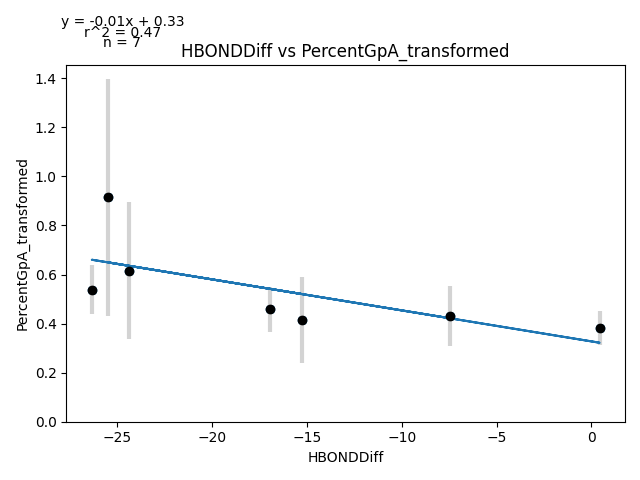 y = -0.01x + 0.33
r^2 = 0.47
n = 7
HBONDDiff vs PercentGpA_transformed
PercentGpA_transformed
1.4
1.2
1.0
0.8
0.6
0.4
0.2
0.0
−25
−20
−15
−10
−5
0
HBONDDiff